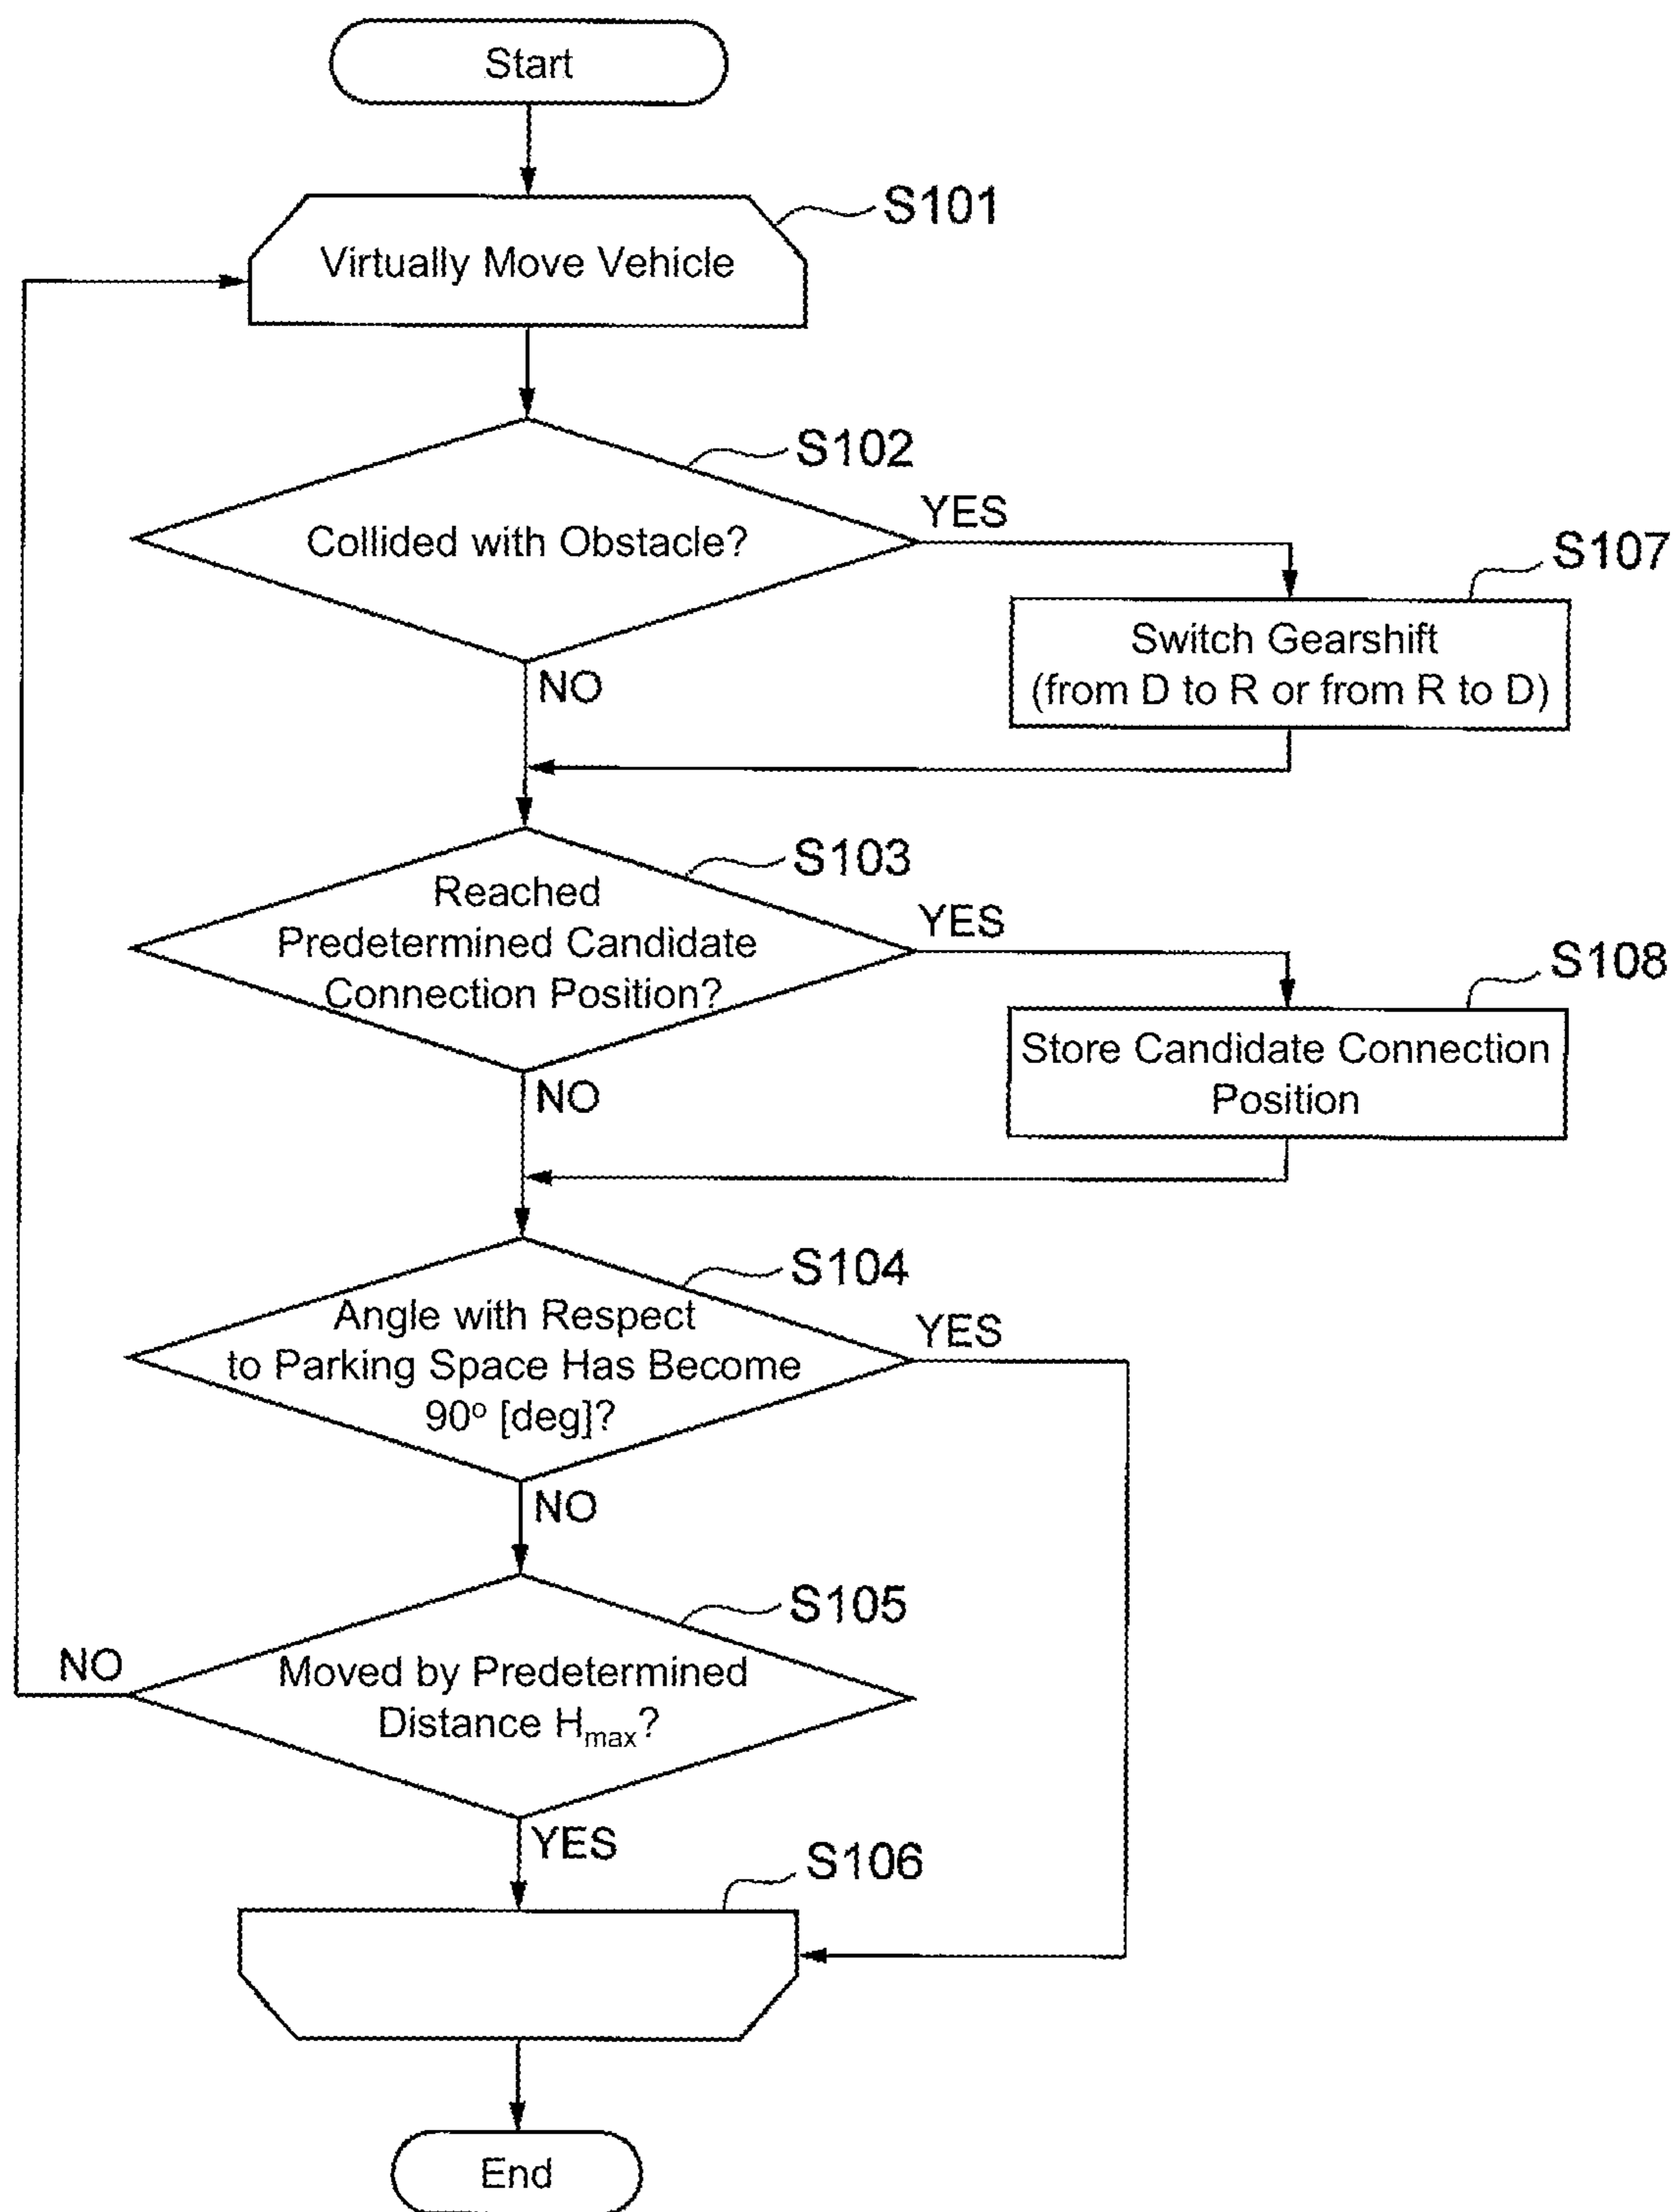 Start
S101
Virtually Move Vehicle
S102
Collided with Obstacle?
YES
NO
S107
Switch Gearshift
(from D to R or from R to D)
S103
Reached
Predetermined Candidate
Connection Position?
YES
NO
S108
Store Candidate Connection
Position
S104
Angle with Respect
to Parking Space Has Become
90° [deg]?
YES
NO
S105
Moved by Predetermined
Distance Hmax?
NO
YES
S106
End